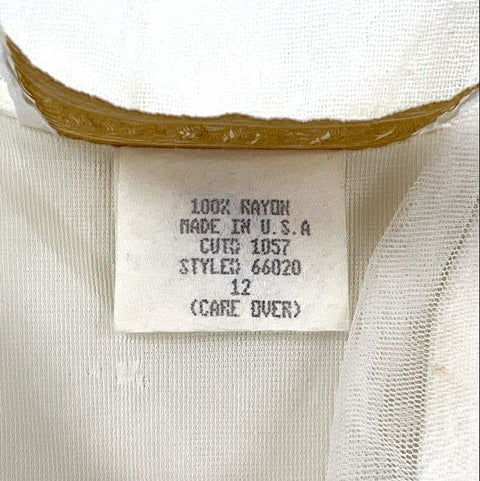 100% RAYON
MADE IN U.S.A
CUT# 1057
STYLE# 66020
12
(CARE OVER)